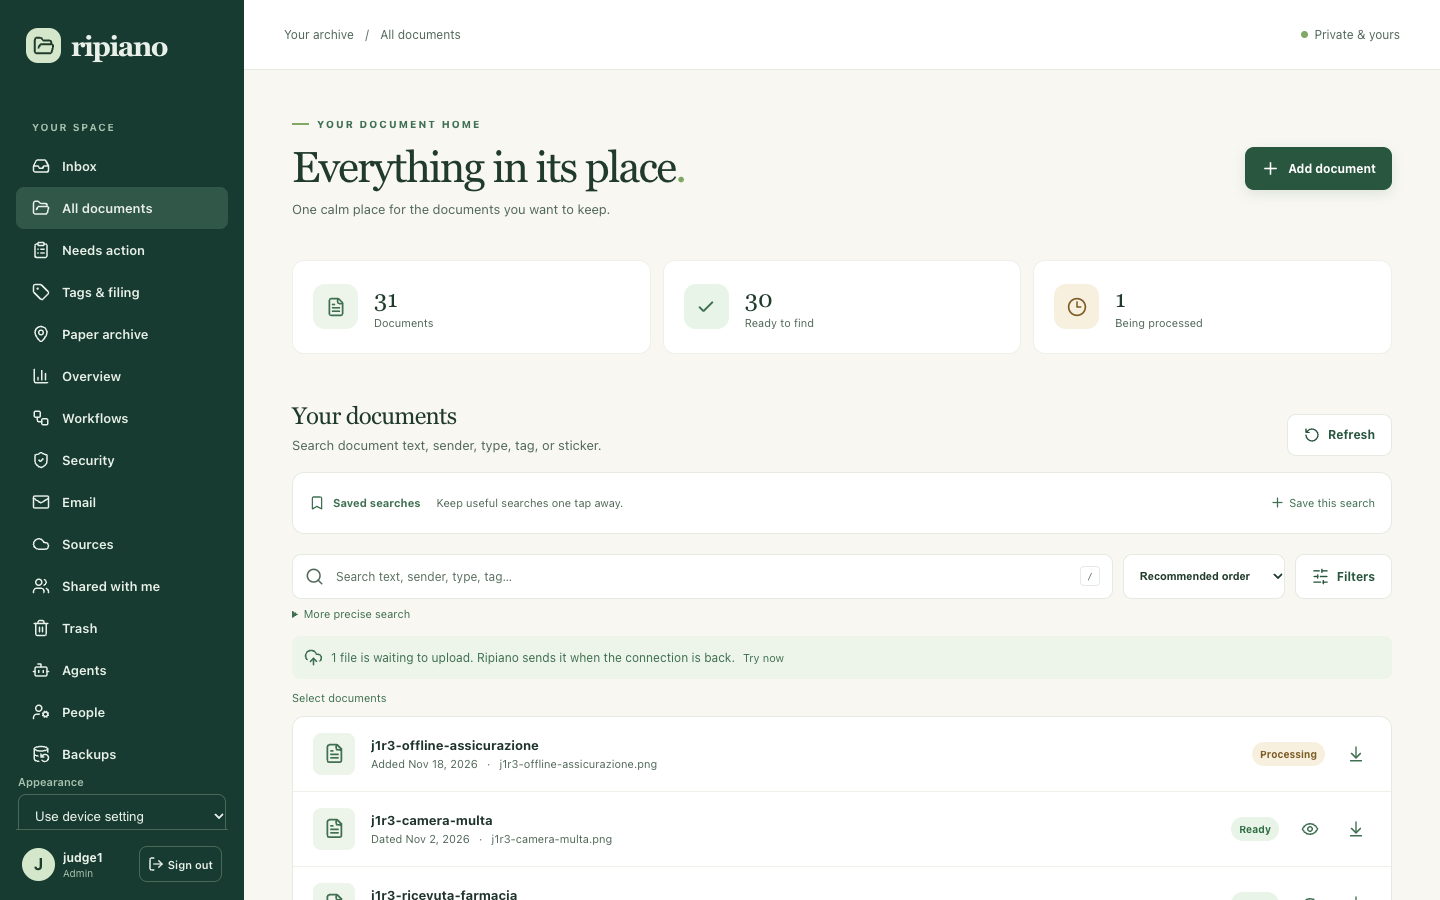 ripiano
YOUR SPACE
Inbox
All documents
Needs action
Tags & filing
Paper archive
Overview
Workflows
Security
Email
Sources
Shared with me
Trash
Agents
People
Backups
Appearance
Use device setting
J
judge1
Admin
Sign out
Your archive / All documents
Private & yours
YOUR DOCUMENT HOME
Everything in its place.
One calm place for the documents you want to keep.
Add document
31
Documents
30
Ready to find
1
Being processed
Your documents
Search document text, sender, type, tag, or sticker.
Refresh
Saved searches Keep useful searches one tap away.
Save this search
Search text, sender, type, tag...
/
Recommended order
Filters
More precise search
1 file is waiting to upload. Ripiano sends it when the connection is back. Try now
Select documents
j1r3-offline-assicurazione
Added Nov 18, 2026 · j1r3-offline-assicurazione.png
Processing
j1r3-camera-multa
Dated Nov 2, 2026 · j1r3-camera-multa.png
Ready
j1r3-ricevuta-farmacia